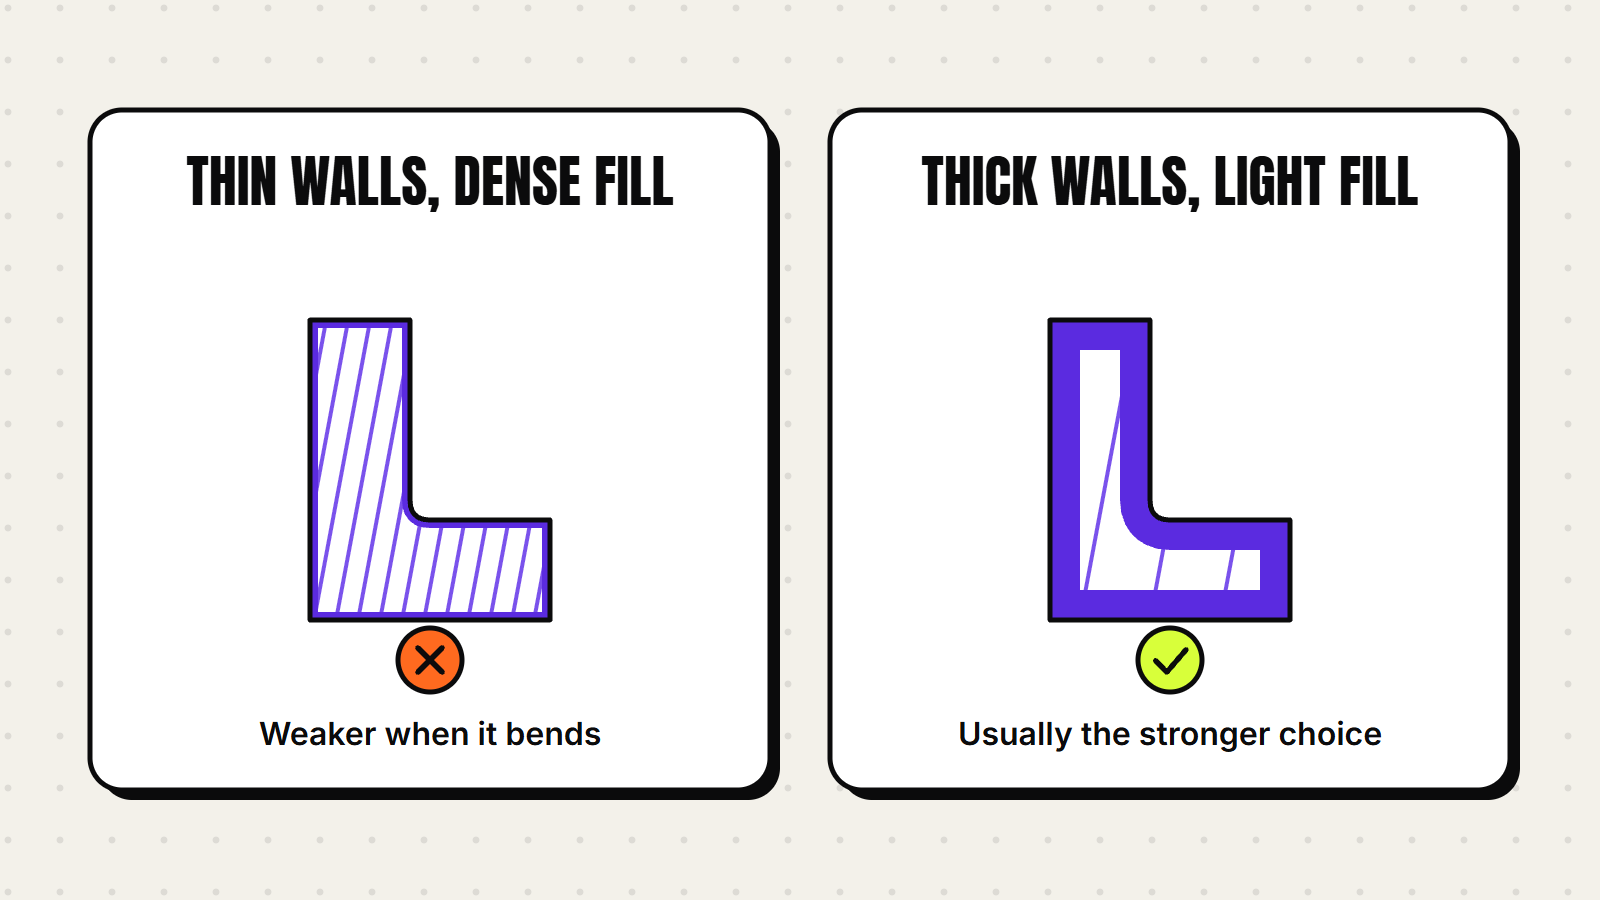 THIN WALLS, DENSE FILL
Weaker when it bends
THICK WALLS, LIGHT FILL
Usually the stronger choice